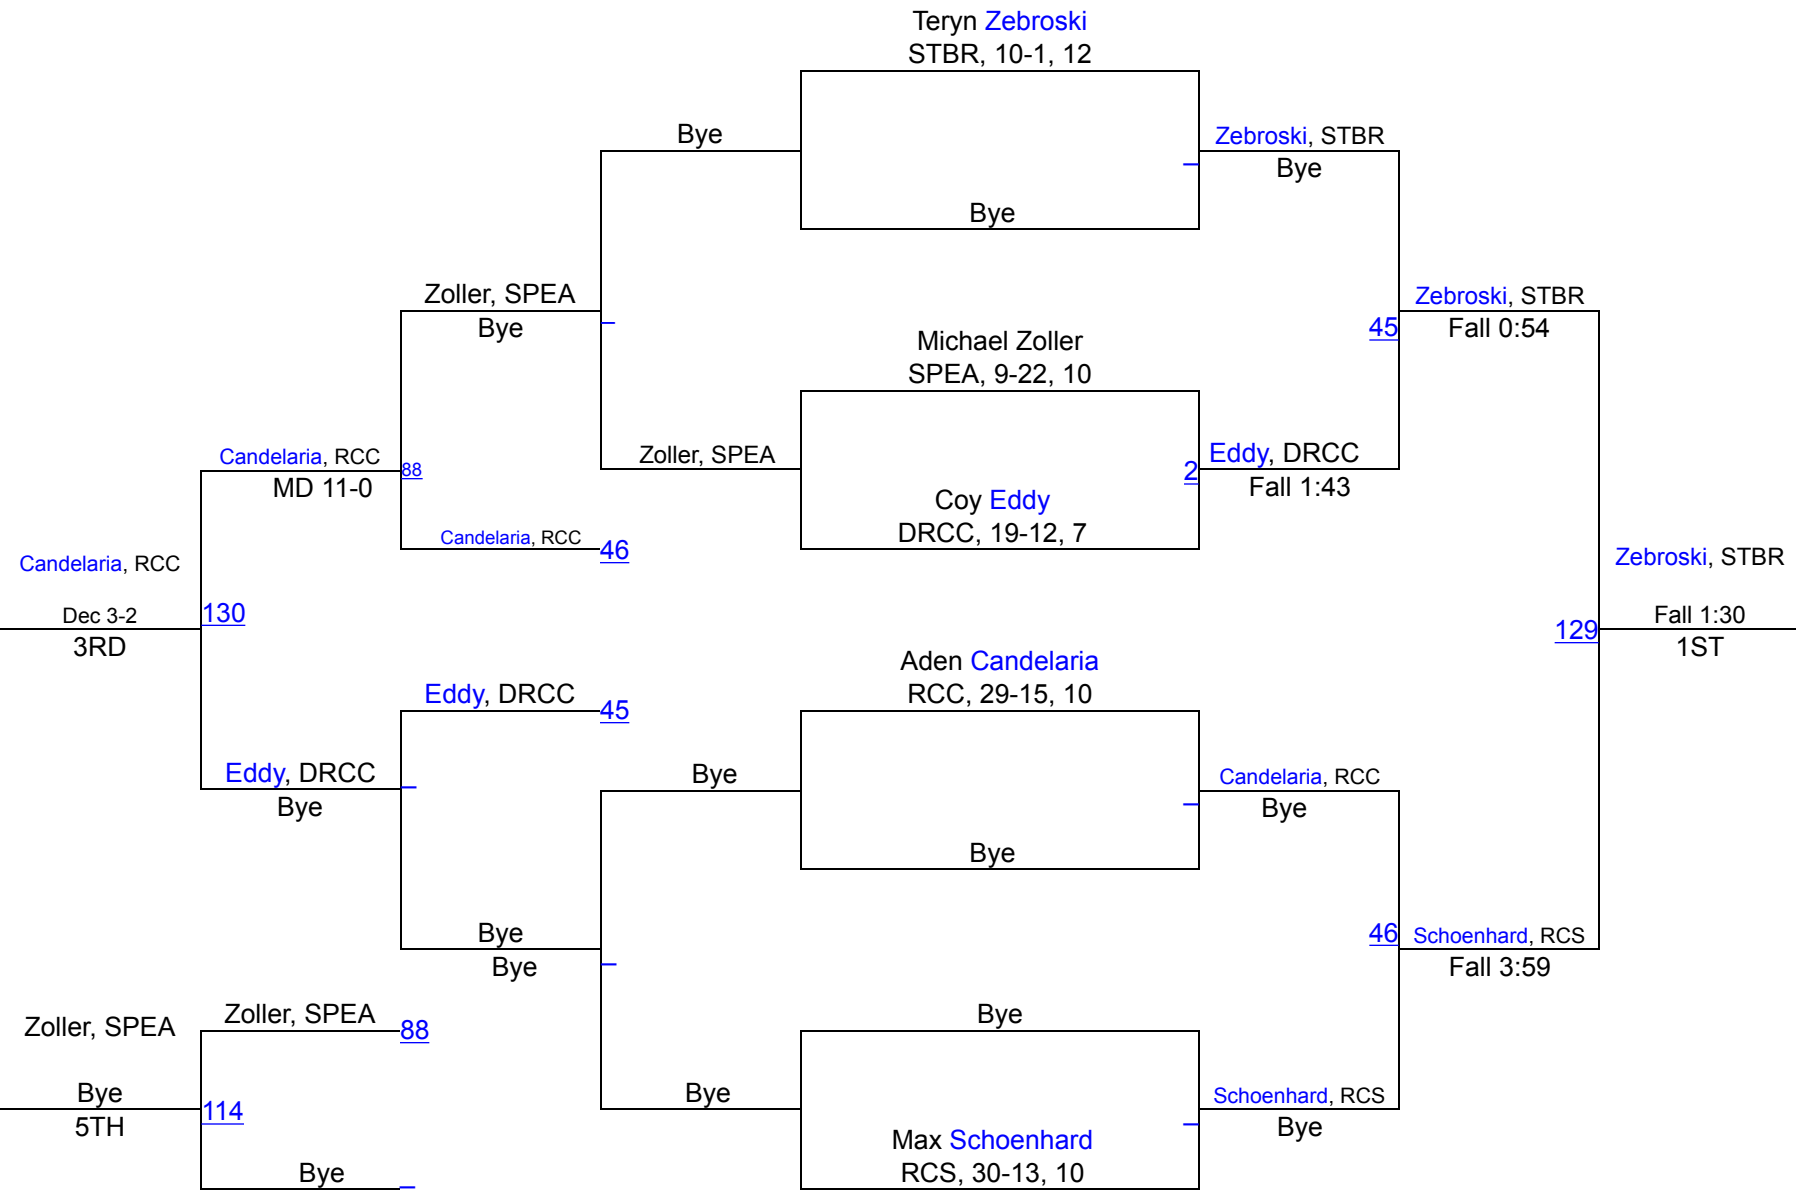 Teryn Zebroski
STBR, 10-1, 12
Bye
Zebroski, STBR
Bye
Bye
Zoller, SPEA
Bye
Zebroski, STBR
45
Fall 0:54
Michael Zoller
SPEA, 9-22, 10
Candelaria, RCC
88
MD 11-0
Zoller, SPEA
2
Eddy, DRCC
Fall 1:43
Coy Eddy
DRCC, 19-12, 7
Candelaria, RCC
46
Candelaria, RCC
Dec 3-2
3RD
130
Zebroski, STBR
129
Fall 1:30
1ST
Aden Candelaria
RCC, 29-15, 10
Eddy, DRCC
45
Eddy, DRCC
Bye
Bye
Candelaria, RCC
Bye
Bye
Bye
Bye
46
Schoenhard, RCS
Fall 3:59
Zoller, SPEA
Zoller, SPEA
88
Bye
Bye
5TH
114
Bye
Schoenhard, RCS
Bye
Max Schoenhard
RCS, 30-13, 10
Bye